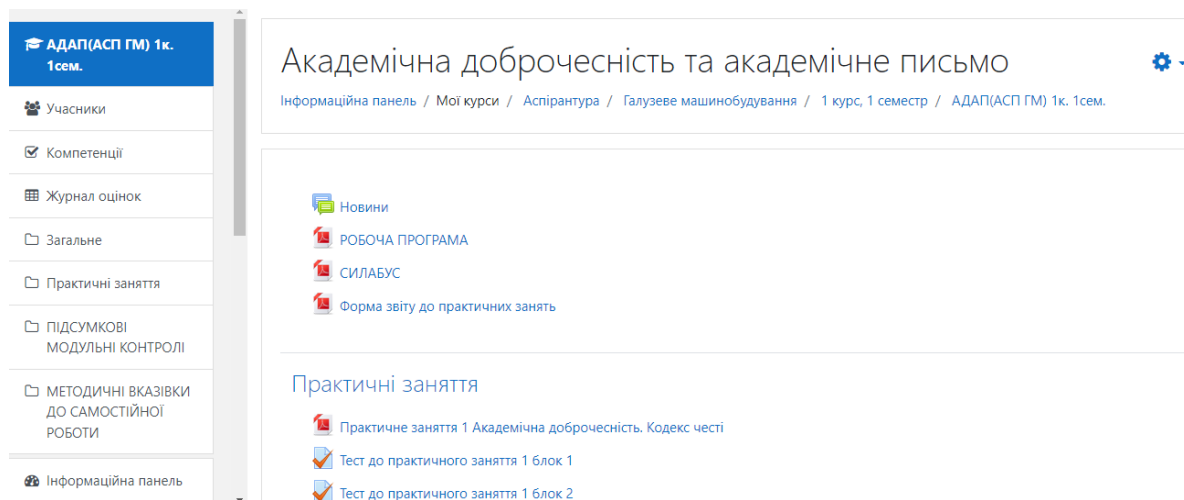 АДАП(АСП ГМ) 1к.
1сем.
Учасники
Компетенції
Журнал оцінок
Загальне
Практичні заняття
ПІДСУМКОВІ
МОДУЛЬНІ КОНТРОЛІ
МЕТОДИЧНІ ВКАЗІВКИ
ДО САМОСТІЙНОЇ
РОБОТИ
Інформаційна панель
Академічна доброчесність та академічне письмо
Інформаційна панель / Мої курси / Аспірантура / Галузеве машинобудування / 1 курс, 1 семестр / АДАП(АСП ГМ) 1к. 1сем.
Новини
РОБОЧА ПРОГРАМА
СИЛАБУС
Форма звіту до практичних занять
Практичні заняття
Практичне заняття 1 Академічна доброчесність. Кодекс честі
Тест до практичного заняття 1 блок 1
Тест до практичного заняття 1 блок 2